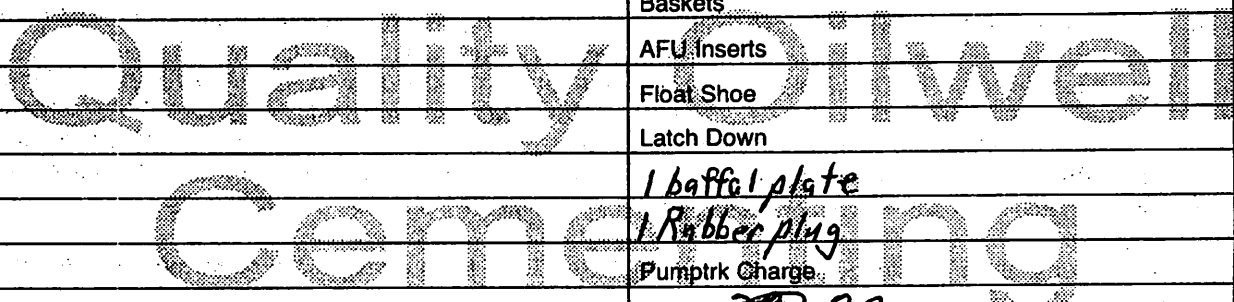 Baskets
Quality Oilwell
AFU Inserts
Float Shoe
Latch Down
1 baffal plate
Cementing
1 Rubber plug
Pumptrk Charge